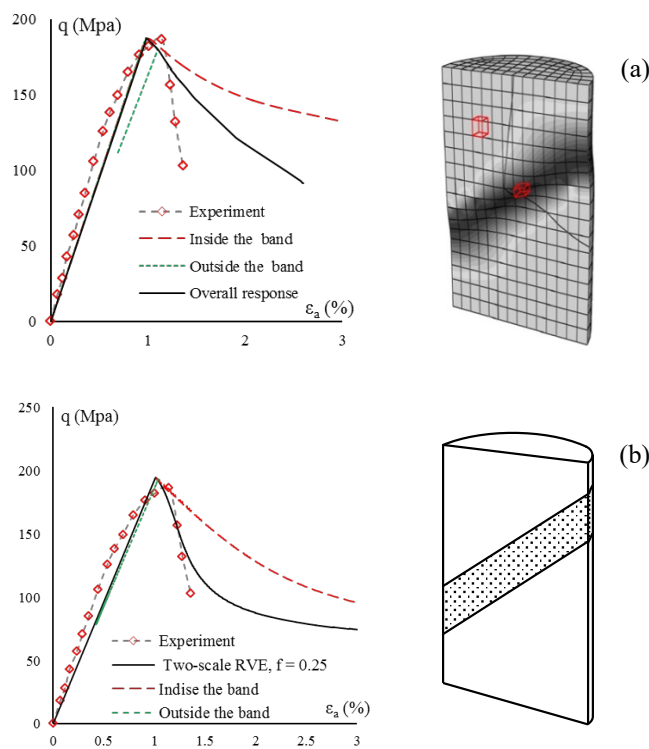 q (Mpa)
200
150
100
50
0
0
1
2
3
εa (%)
Experiment
Inside the band
Outside the band
Overall response
(a)
q (Mpa)
250
200
150
100
50
0
0
0.5
1
1.5
2
2.5
3
εa (%)
Experiment
Two-scale RVE, f = 0.25
Indise the band
Outside the band
(b)